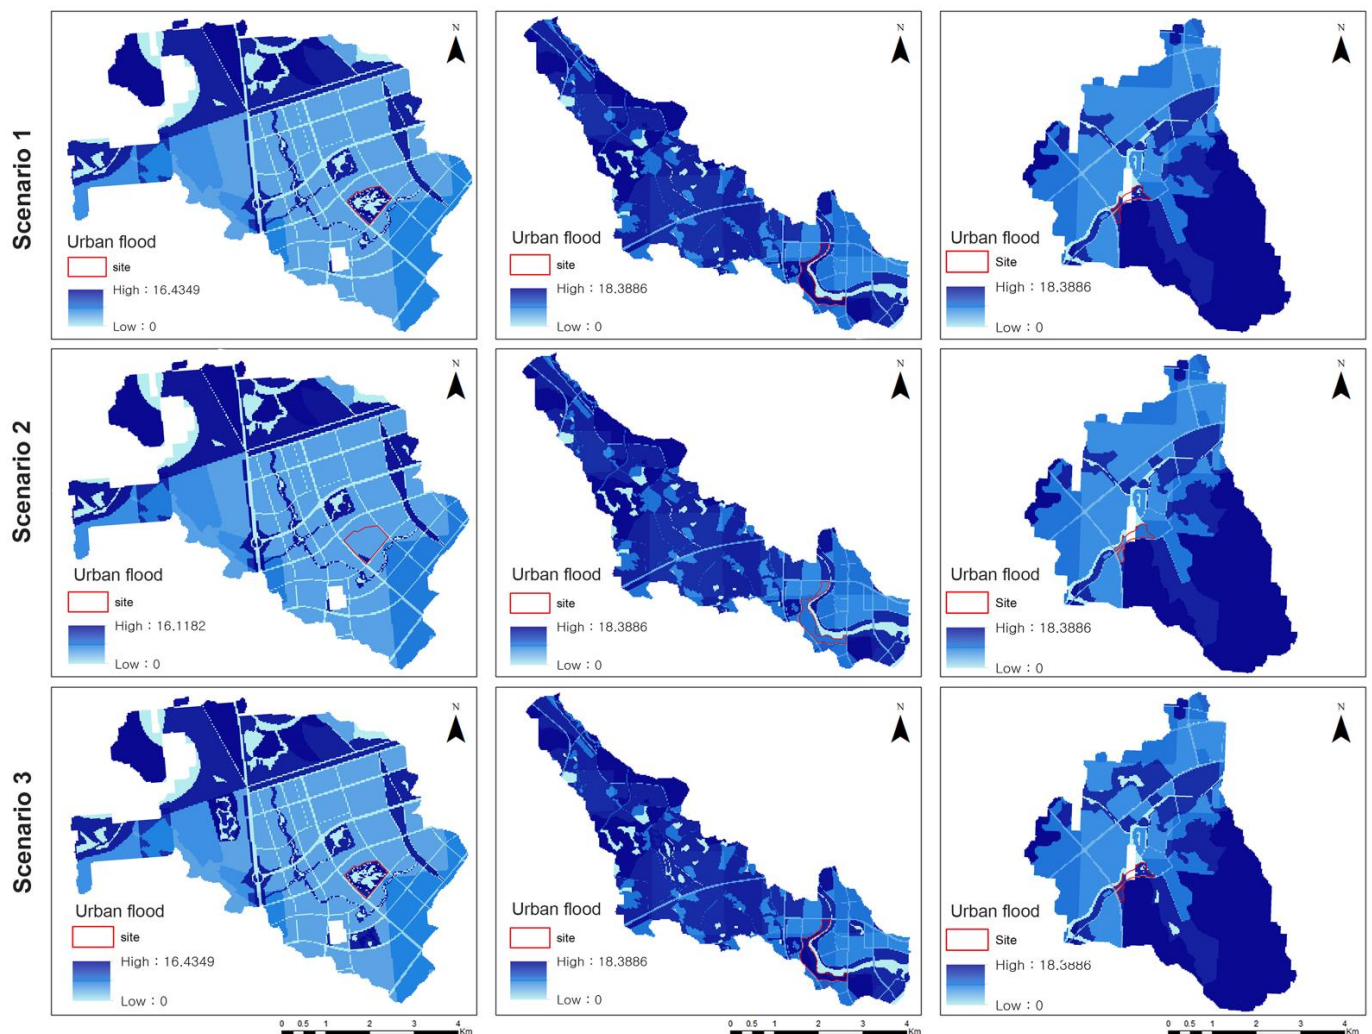 Scenario 1
N
Urban flood
site
High : 16.4349
Low : 0
N
Urban flood
site
High : 18.3886
Low : 0
N
Urban flood
Site
High : 18.3886
Low : 0
Scenario 2
N
Urban flood
site
High : 16.1182
Low : 0
N
Urban flood
site
High : 18.3886
Low : 0
N
Urban flood
Site
High : 18.3886
Low : 0
Scenario 3
N
Urban flood
site
High : 16.4349
Low : 0
N
Urban flood
site
High : 18.3886
Low : 0
N
Urban flood
Site
High : 18.3886
Low : 0
0 0.5 1 2 3 4 Km
0 0.5 1 2 3 4 Km
0 0.5 1 2 3 4 Km